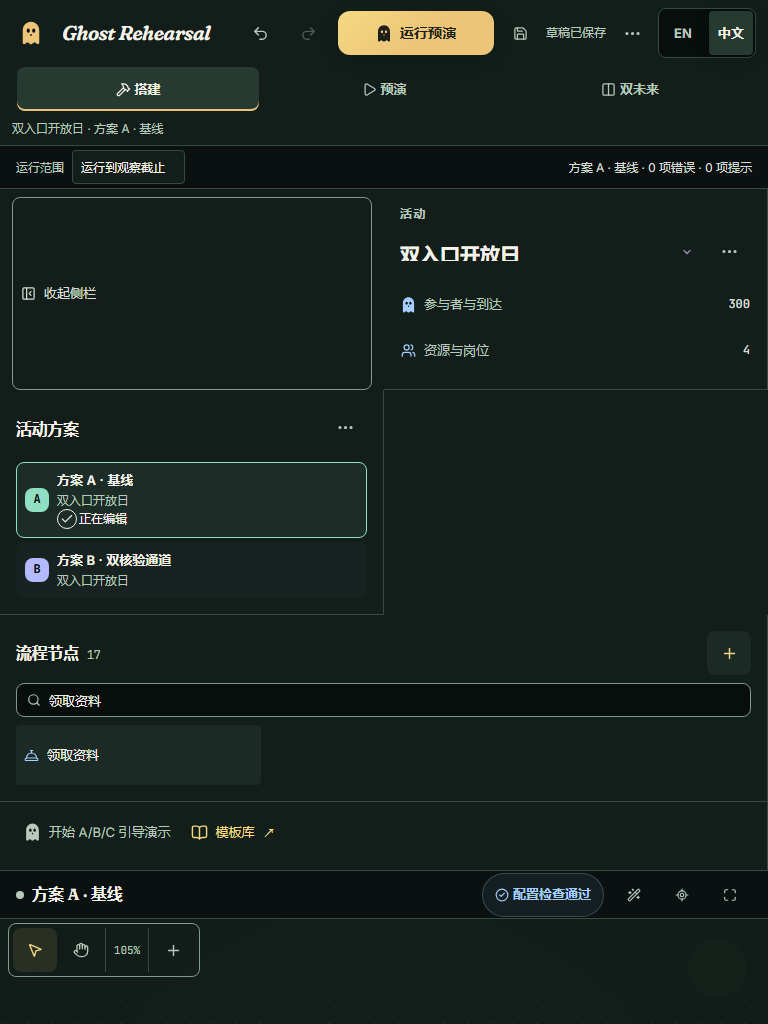 Ghost Rehearsal
运行预演
草稿已保存
EN
中文
搭建
预演
双未来
双入口开放日 · 方案 A · 基线
运行范围
运行到观察截止
方案 A · 基线 · 0 项错误 · 0 项提示
收起侧栏
活动
双入口开放日
参与者与到达
300
资源与岗位
4
活动方案
A
方案 A · 基线
双入口开放日
正在编辑
B
方案 B · 双核验通道
双入口开放日
流程节点 17
领取资料
领取资料
开始 A/B/C 引导演示
模板库 ↗
方案 A · 基线
配置检查通过
105%